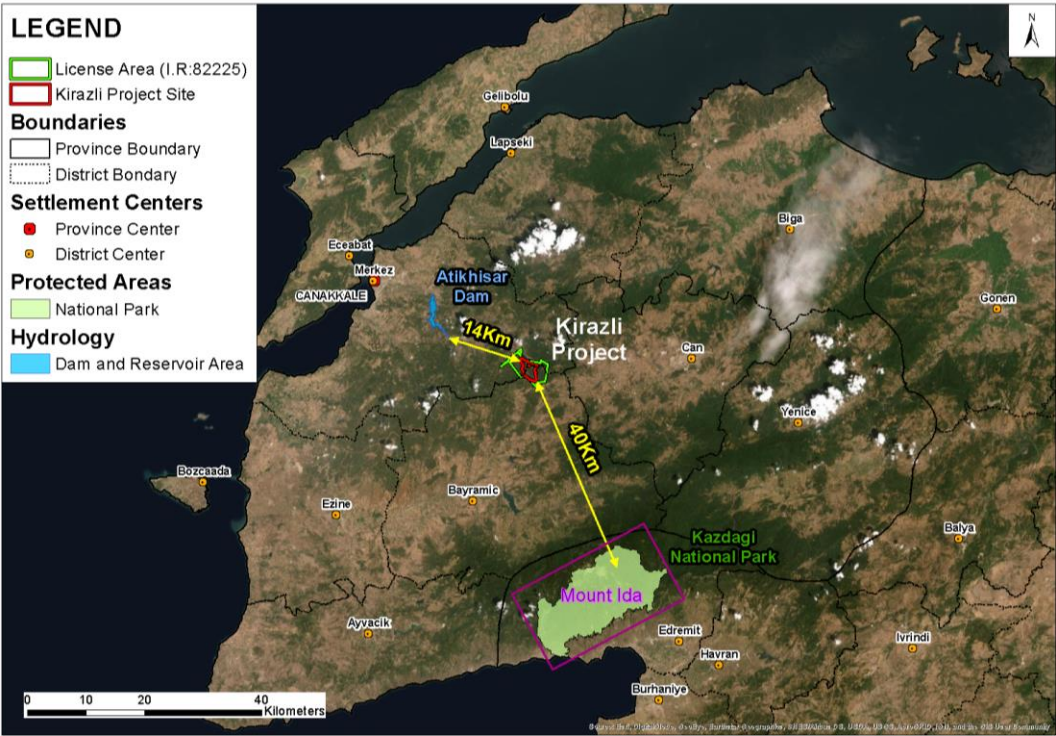 LEGEND
License Area (I.R:82225)
Kirazli Project Site
Boundaries
Province Boundary
District Bondary
Settlement Centers
Province Center
District Center
Protected Areas
National Park
Hydrology
Dam and Reservoir Area
N
Gelibolu
Lapseki
Biga
Eceabat
Merkez
CANAKKALE
Atikhisar
Dam
Gonen
14Km
Kirazli
Project
Can
Yenice
40Km
Bozcaada
Ezine
Bayramic
Balya
Kazdagi
National Park
Mount Ida
Ayvacik
Edremit
Ivrindi
Havran
Burhaniye
0 10 20 40
Kilometers